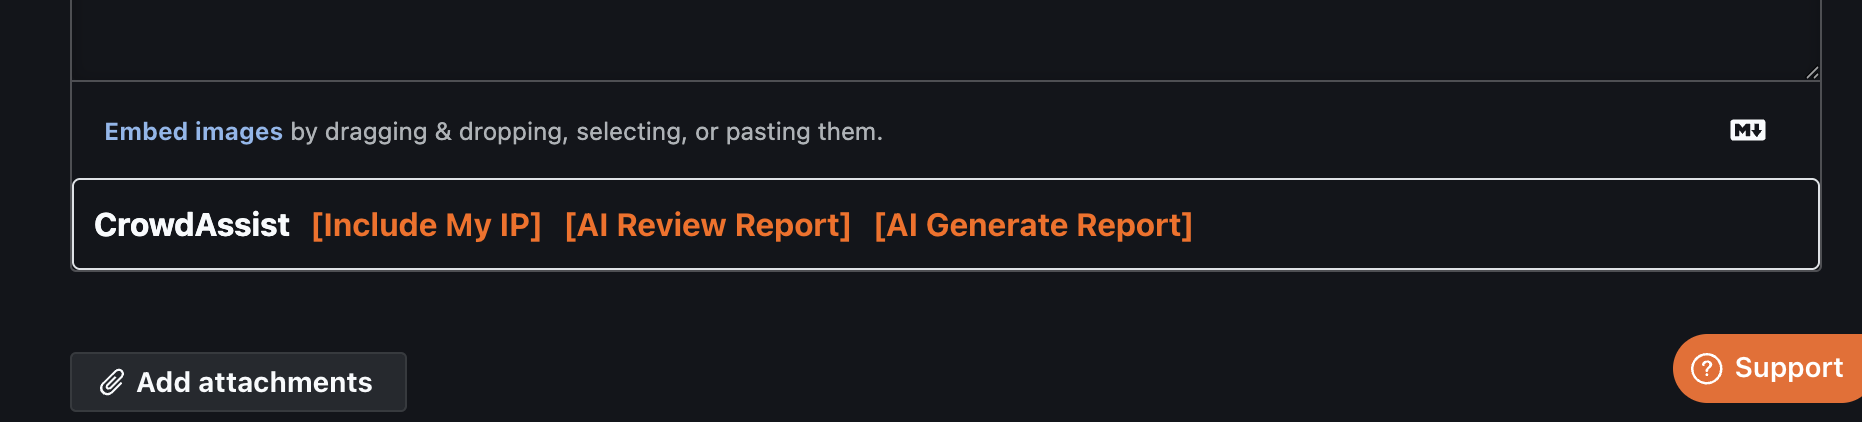 Embed images by dragging & dropping, selecting, or pasting them.
M
CrowdAssist [Include My IP] [AI Review Report] [AI Generate Report]
Add attachments
? Support